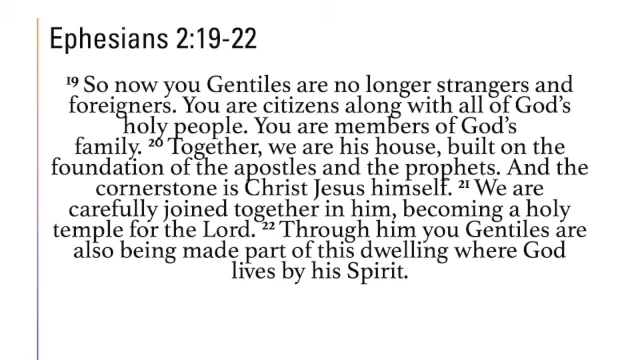 Ephesians 2:19-22
19 So now you Gentiles are no longer strangers and
foreigners. You are citizens along with all of God’s
holy people. You are members of God’s
family. 20 Together, we are his house, built on the
foundation of the apostles and the prophets. And the
cornerstone is Christ Jesus himself. 21 We are
carefully joined together in him, becoming a holy
temple for the Lord. 22 Through him you Gentiles are
also being made part of this dwelling where God
lives by his Spirit.